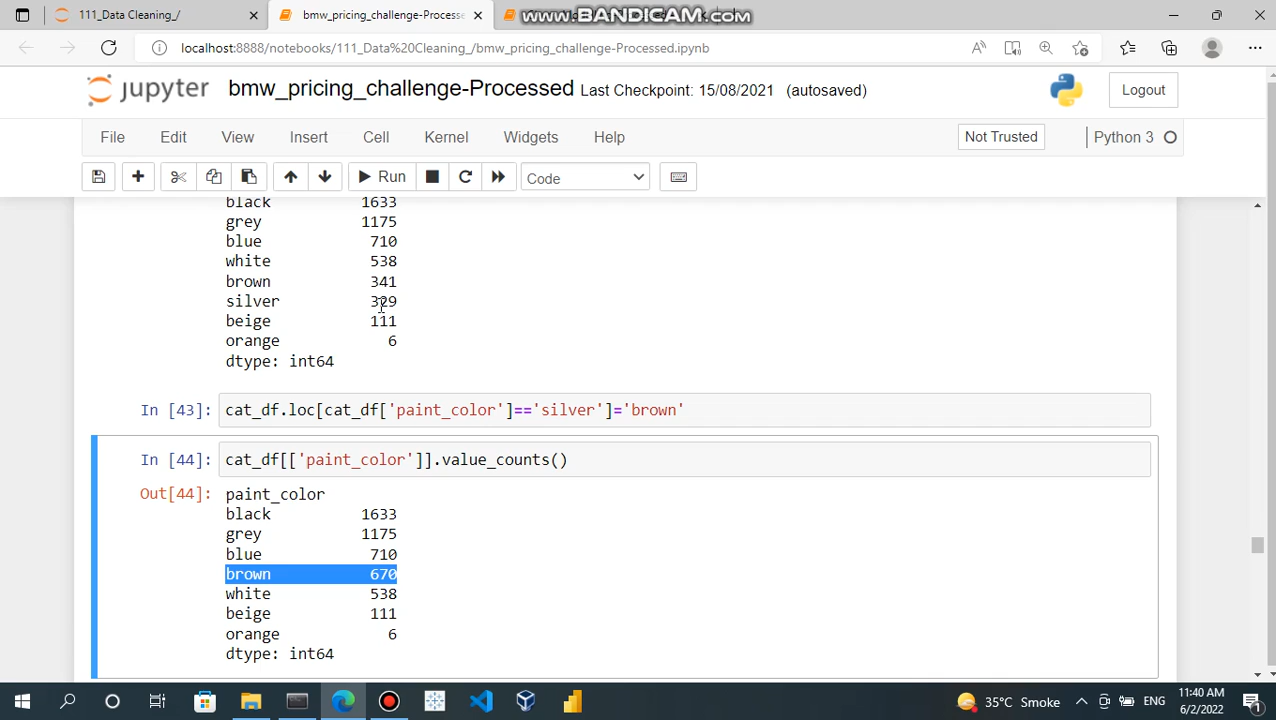 111_Data Cleaning_/
bmw_pricing_challenge-Processe
www.BANDICAM.com
localhost:8888/notebooks/111_Data%20Cleaning_/bmw_pricing_challenge-Processed.ipynb
jupyter bmw_pricing_challenge-Processed Last Checkpoint: 15/08/2021 (autosaved)
Logout
File Edit View Insert Cell Kernel Widgets Help Not Trusted Python 3
Run Code
black 1633
grey 1175
blue 710
white 538
brown 341
silver 329
beige 111
orange 6
dtype: int64
In [43]: cat_df.loc[cat_df['paint_color']=='silver']='brown'
In [44]: cat_df[['paint_color']].value_counts()
Out[44]: paint_color
black 1633
grey 1175
blue 710
brown 670
white 538
beige 111
orange 6
dtype: int64
35°C Smoke ENG 11:40 AM
6/2/2022
1